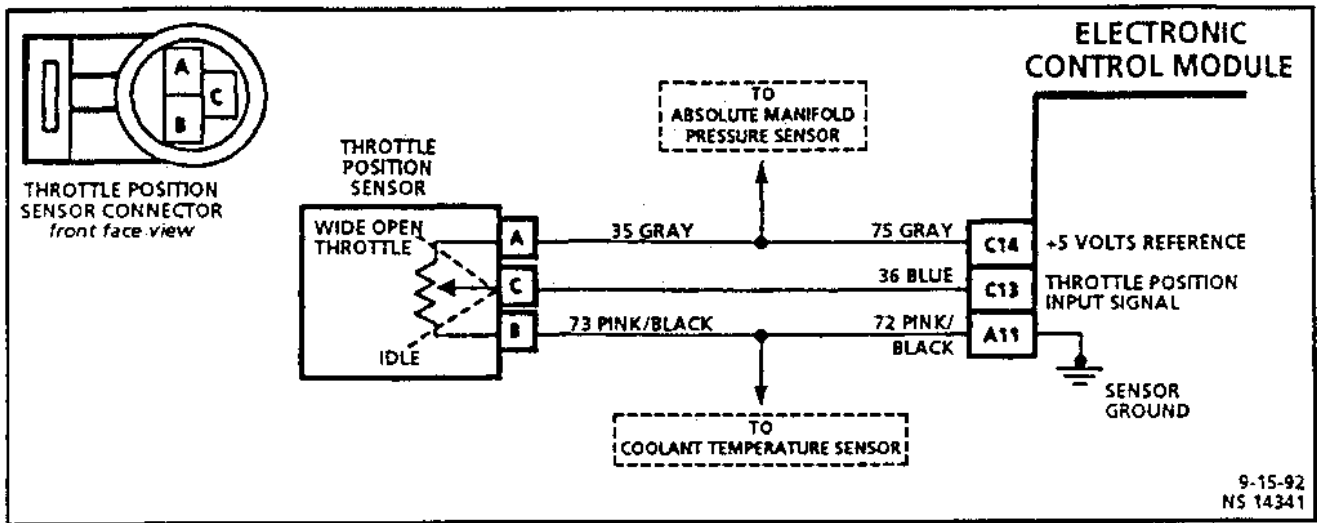 ELECTRONIC
CONTROL MODULE
A
C
B
THROTTLE POSITION
SENSOR CONNECTOR
front face view
TO
ABSOLUTE MANIFOLD
PRESSURE SENSOR
THROTTLE
POSITION
SENSOR
WIDE OPEN
THROTTLE
IDLE
A
C
B
35 GRAY
75 GRAY
C14
+5 VOLTS REFERENCE
36 BLUE
C13
THROTTLE POSITION
INPUT SIGNAL
73 PINK/BLACK
72 PINK/
BLACK
A11
SENSOR
GROUND
TO
COOLANT TEMPERATURE SENSOR
9-15-92
NS 14341